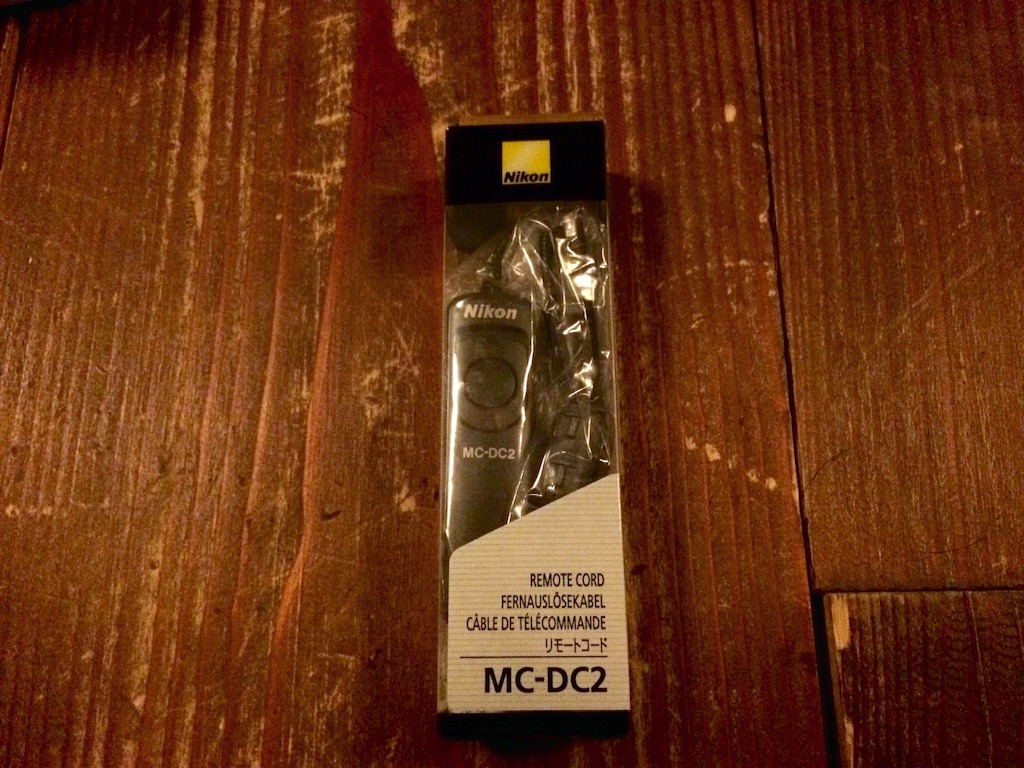 Nikon
Nikon
MC-DC2
REMOTE CORD
FERNAUSLÖSEKABEL
CÂBLE DE TÉLÉCOMMANDE
リモートコード
MC-DC2